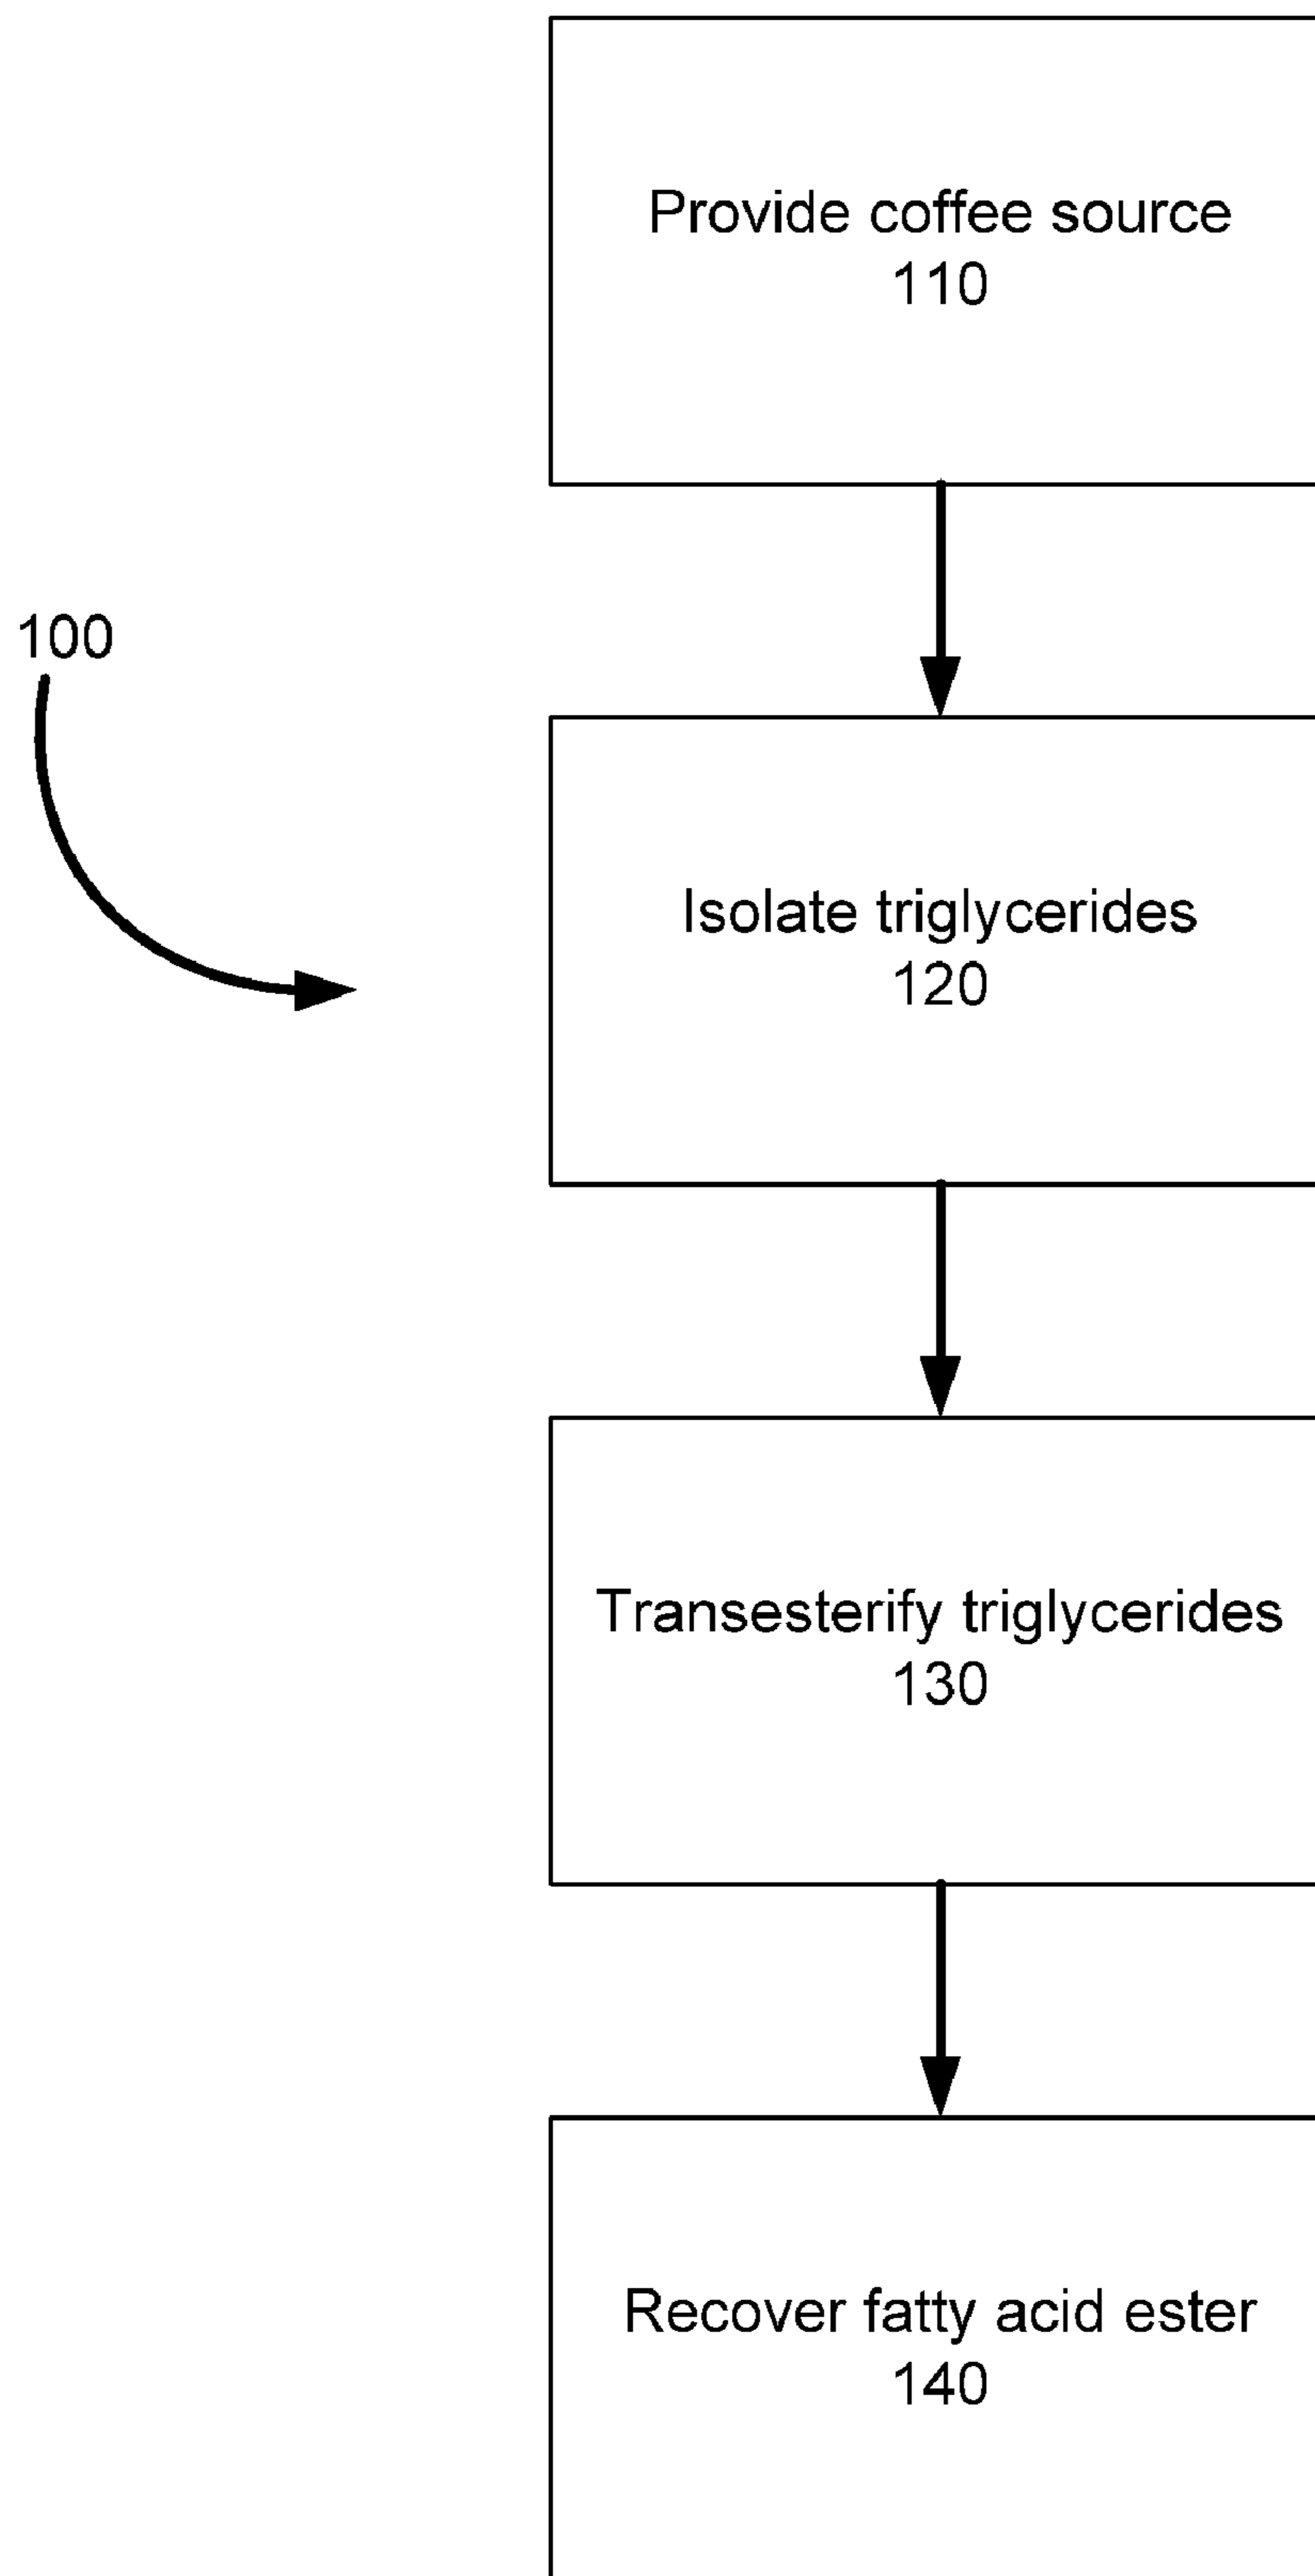 Provide coffee source
110
100
Isolate triglycerides
120
Transesterify triglycerides
130
Recover fatty acid ester
140